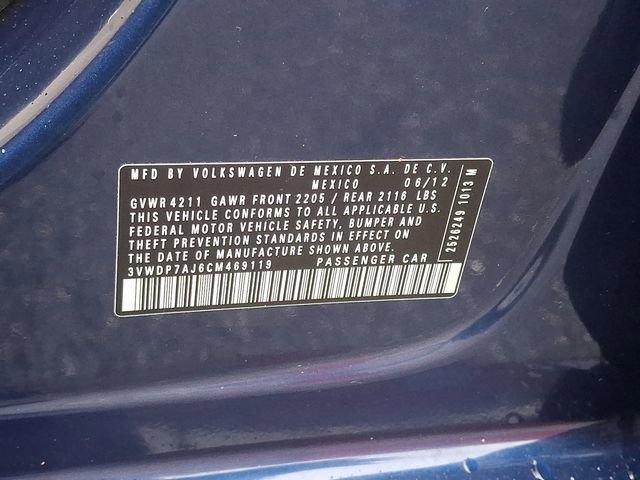 MFD BY VOLKSWAGEN DE MEXICO S.A. DE C.V.
MEXICO 06/12
GVWR 4211 GAWR FRONT 2205 / REAR 2116 LBS
THIS VEHICLE CONFORMS TO ALL APPLICABLE U.S.
FEDERAL MOTOR VEHICLE SAFETY, BUMPER AND
THEFT PREVENTION STANDARDS IN EFFECT ON
THE DATE OF MANUFACTURE SHOWN ABOVE.
3VWDP7AJ6CM469119 PASSENGER CAR
2526249 1013 M